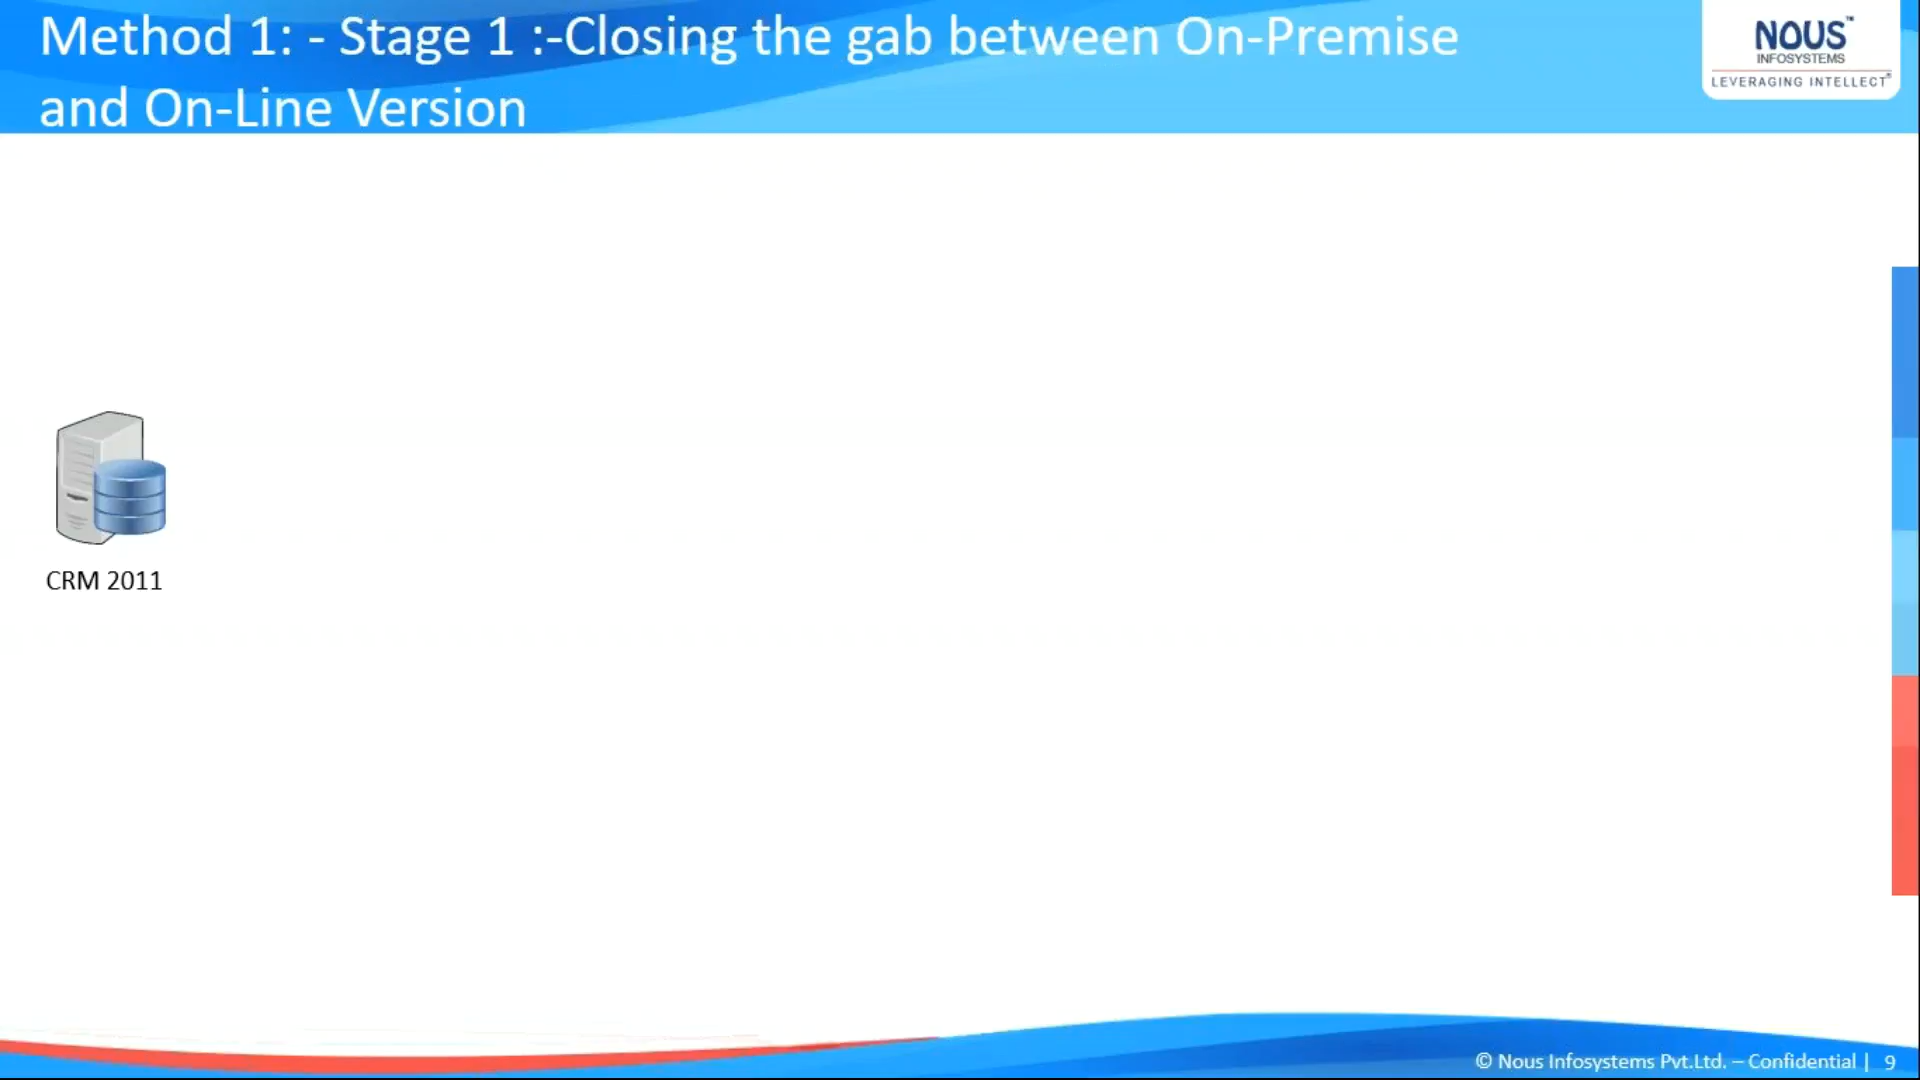 Method 1: - Stage 1 :-Closing the gab between On-Premise
and On-Line Version
NOUS™
INFOSYSTEMS
LEVERAGING INTELLECT®
CRM 2011
© Nous Infosystems Pvt.Ltd. – Confidential | 9